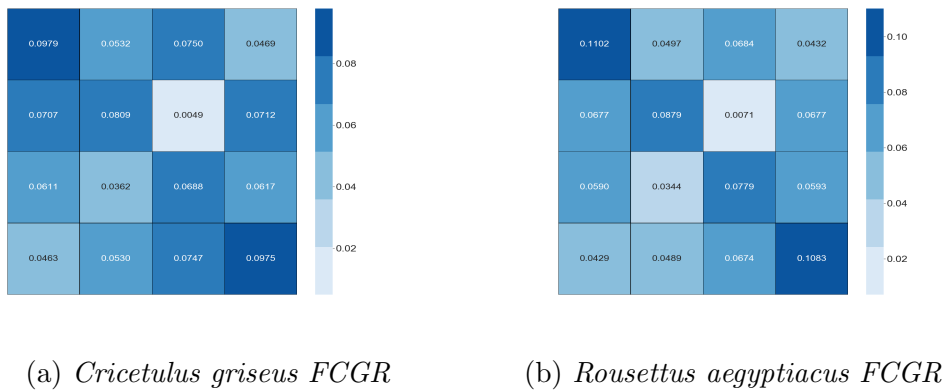 0.0979 0.0532 0.0750 0.0469
0.0707 0.0809 0.0049 0.0712
0.0611 0.0362 0.0688 0.0617
0.0463 0.0530 0.0747 0.0975
0.08
0.06
0.04
0.02
0.1102 0.0497 0.0684 0.0432
0.0677 0.0879 0.0071 0.0677
0.0590 0.0344 0.0779 0.0593
0.0429 0.0489 0.0674 0.1083
0.10
0.08
0.06
0.04
0.02
(a) Cricetulus griseus FCGR
(b) Rousettus aegyptiacus FCGR